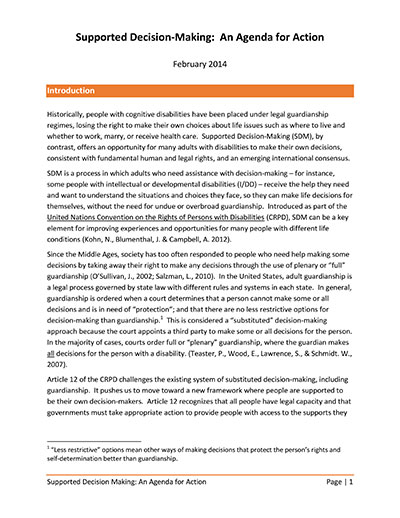 Supported Decision-Making: An Agenda for Action
February 2014
Introduction
Historically, people with cognitive disabilities have been placed under legal guardianship
regimes, losing the right to make their own choices about life issues such as where to live and
whether to work, marry, or receive health care. Supported Decision-Making (SDM), by
contrast, offers an opportunity for many adults with disabilities to make their own decisions,
consistent with fundamental human and legal rights, and an emerging international consensus.
SDM is a process in which adults who need assistance with decision-making – for instance,
some people with intellectual or developmental disabilities (I/DD) – receive the help they need
and want to understand the situations and choices they face, so they can make life decisions for
themselves, without the need for undue or overbroad guardianship. Introduced as part of the
United Nations Convention on the Rights of Persons with Disabilities (CRPD), SDM can be a key
element for improving experiences and opportunities for many people with different life
conditions (Kohn, N., Blumenthal, J. & Campbell, A. 2012).
Since the Middle Ages, society has too often responded to people who need help making some
decisions by taking away their right to make any decisions through the use of plenary or "full"
guardianship (O'Sullivan, J., 2002; Salzman, L., 2010). In the United States, adult guardianship is
a legal process governed by state law with different rules and systems in each state. In general,
guardianship is ordered when a court determines that a person cannot make some or all
decisions and is in need of "protection"; and that there are no less restrictive options for
decision-making than guardianship.¹ This is considered a "substituted" decision-making
approach because the court appoints a third party to make some or all decisions for the person.
In the majority of cases, courts order full or "plenary" guardianship, where the guardian makes
all decisions for the person with a disability. (Teaster, P., Wood, E., Lawrence, S., & Schmidt. W.,
2007).
Article 12 of the CRPD challenges the existing system of substituted decision-making, including
guardianship. It pushes us to move toward a new framework where people are supported to
be their own decision-makers. Article 12 recognizes that all people have legal capacity and that
governments must take appropriate action to provide people with access to the supports they
¹ "Less restrictive" options mean other ways of making decisions that protect the person's rights and
self-determination better than guardianship.
Supported Decision Making: An Agenda for Action Page | 1